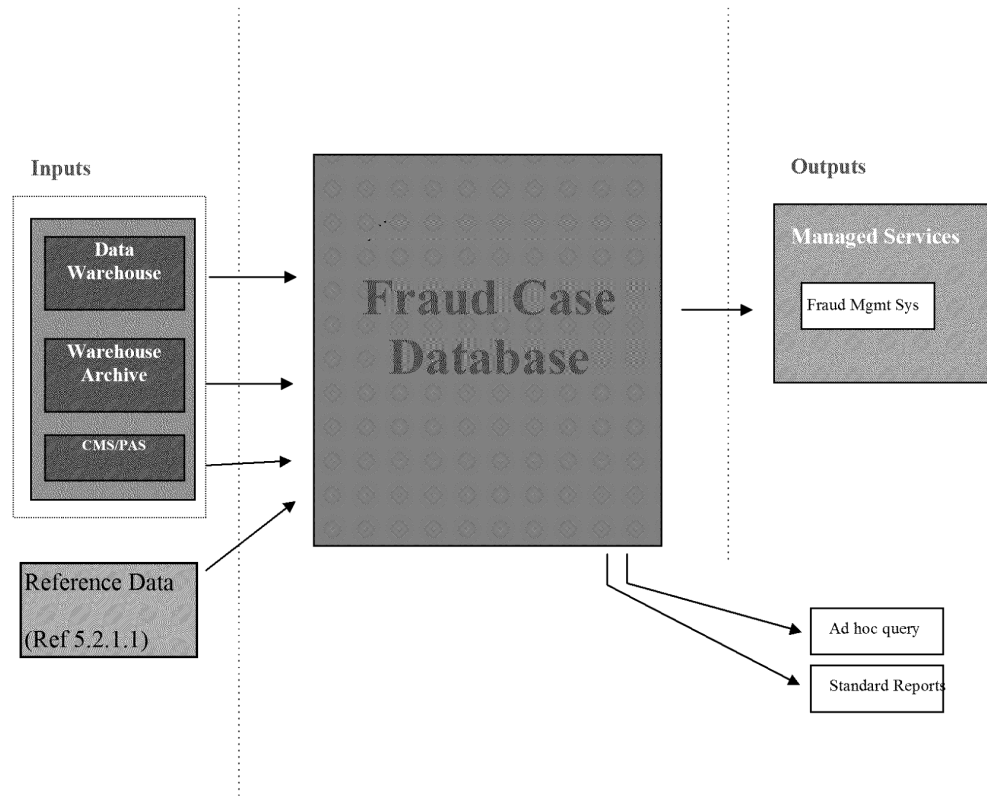 Inputs
Data
Warehouse
Warehouse
Archive
CMS/PAS
Reference Data
(Ref 5.2.1.1)
Fraud Case
Database
Outputs
Managed Services
Fraud Mgmt Sys
Ad hoc query
Standard Reports